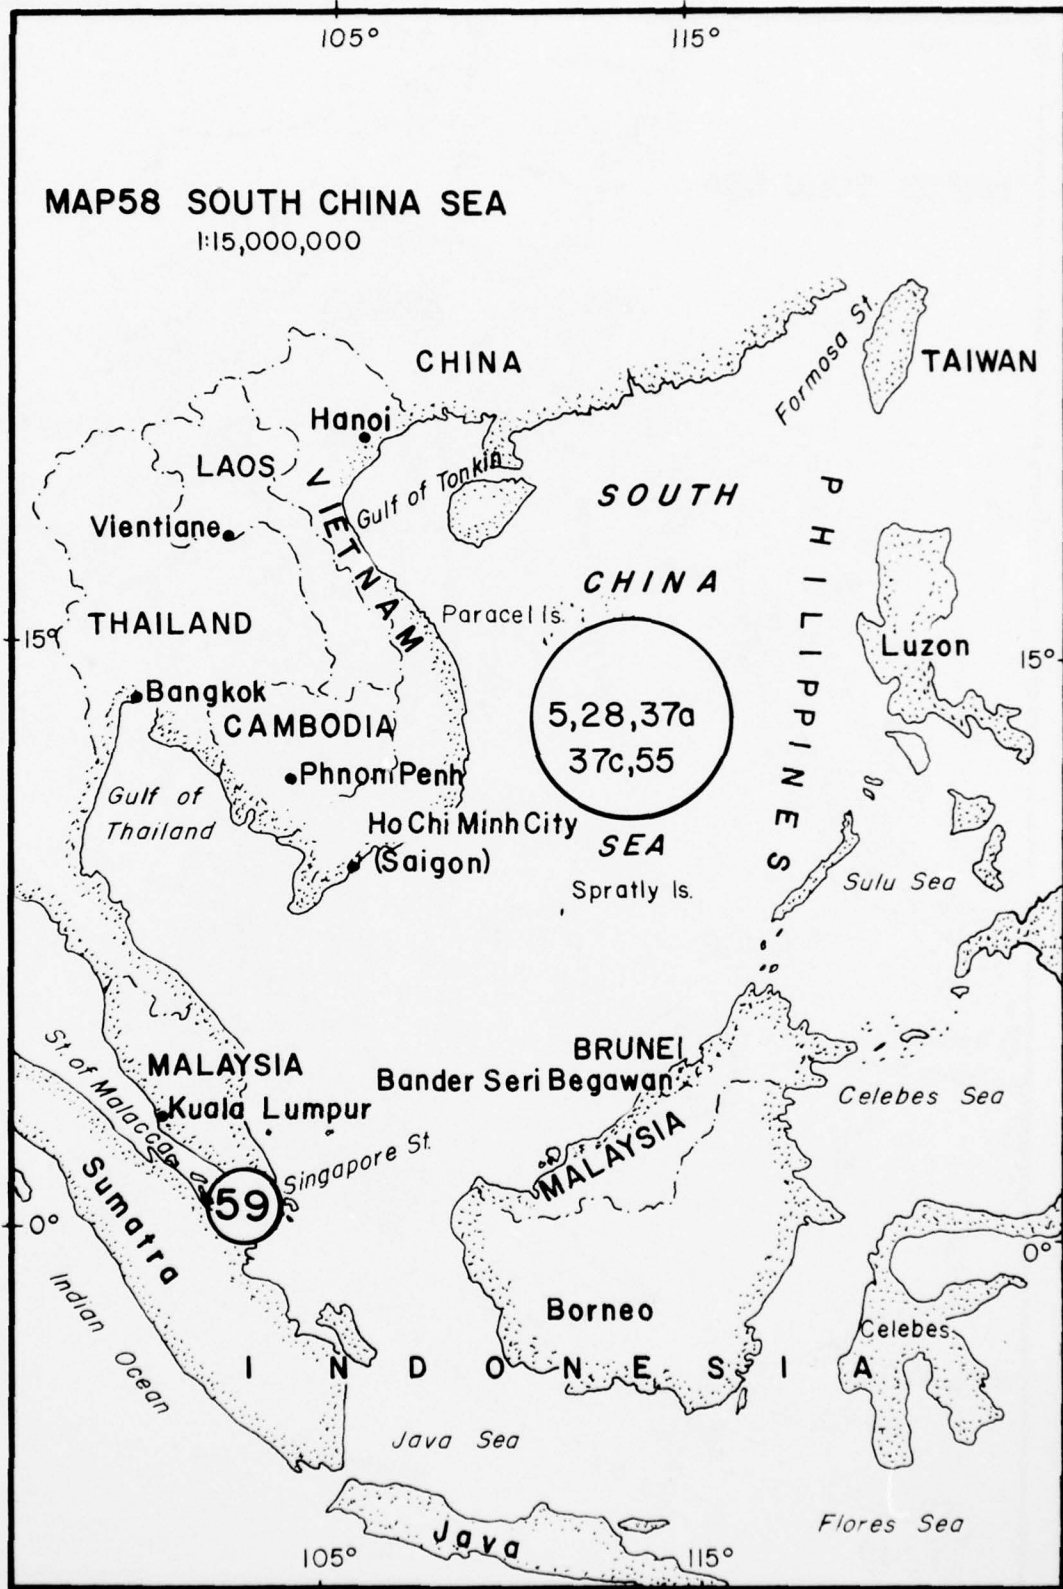 105°
115°
MAP58 SOUTH CHINA SEA
1:15,000,000
CHINA
Formosa St.
TAIWAN
Hanoi
LAOS
VIETNAM
Gulf of Tonkin
SOUTH
PHILIPPINES
Vientiane
CHINA
Paracel Is.
THAILAND
15°
Luzon
15°
Bangkok
CAMBODIA
5,28,37a
37c,55
Phnom Penh
Gulf of
Thailand
Ho Chi Minh City
(Saigon)
SEA
Sulu Sea
Spratly Is.
St. of Malacca
MALAYSIA
BRUNEI
Bander Seri Begawan
Celebes Sea
Kuala Lumpur
MALAYSIA
Singapore St.
Sumatra
59
0°
0°
Indian Ocean
Borneo
Celebes
INDONESIA
Java Sea
Java
Flores Sea
105°
115°